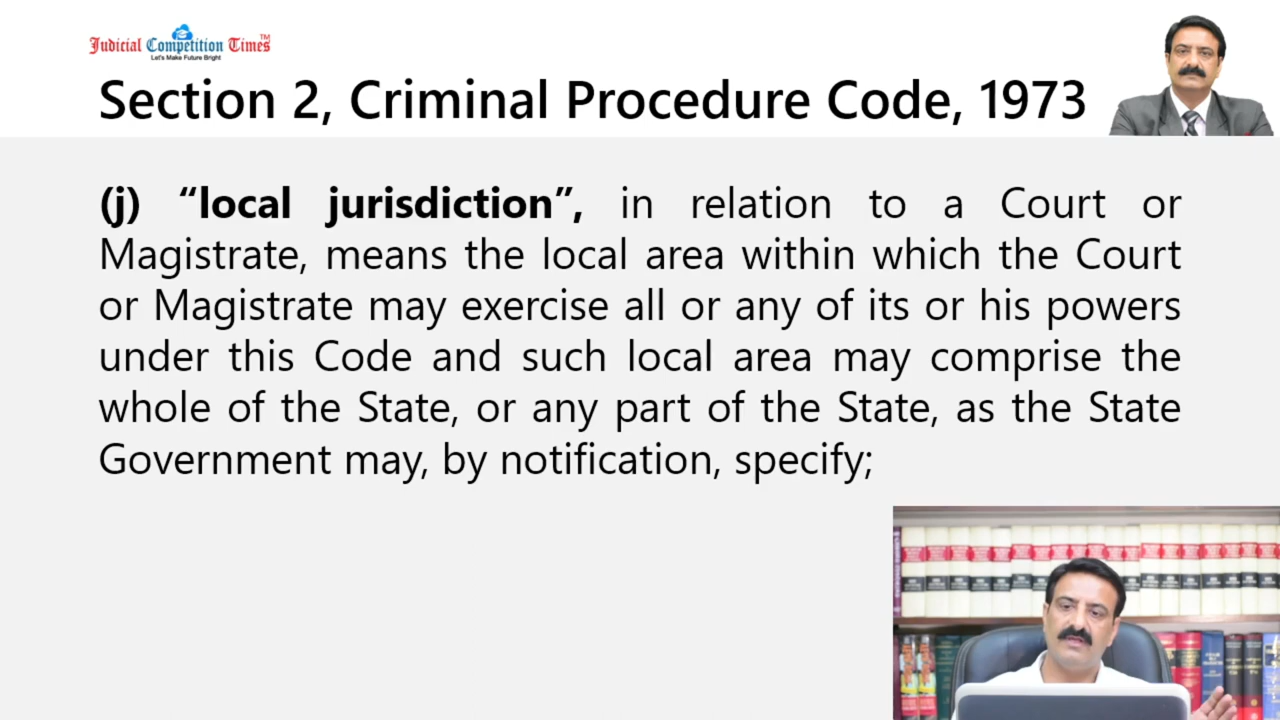 Judicial Competition Times™
Let's Make Future Bright
Section 2, Criminal Procedure Code, 1973
(j) “local jurisdiction”, in relation to a Court or
Magistrate, means the local area within which the Court
or Magistrate may exercise all or any of its or his powers
under this Code and such local area may comprise the
whole of the State, or any part of the State, as the State
Government may, by notification, specify;